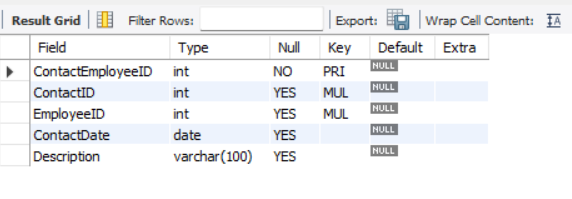 Result Grid Filter Rows: Export: Wrap Cell Content: IA
Field Type Null Key Default Extra
ContactEmployeeID int NO PRI NULL
ContactID int YES MUL NULL
EmployeeID int YES MUL NULL
ContactDate date YES NULL
Description varchar(100) YES NULL